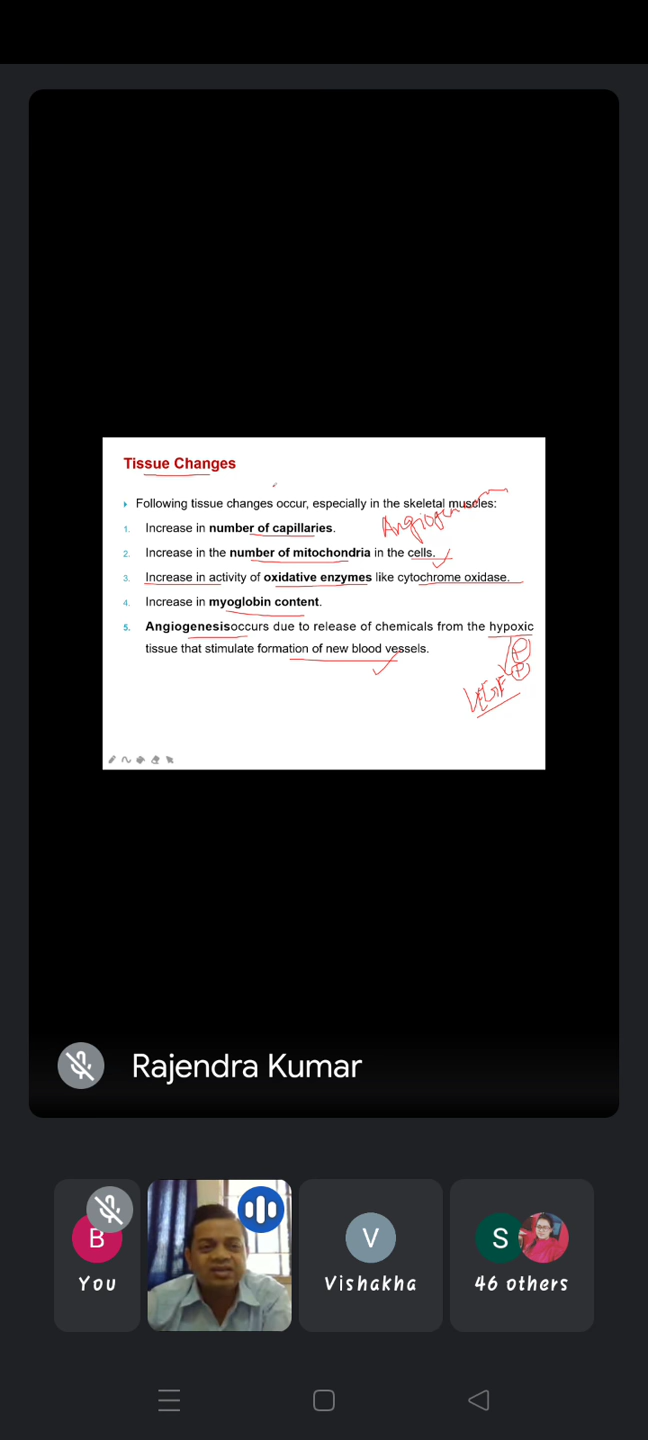 Tissue Changes
Following tissue changes occur, especially in the skeletal muscles:
Angiogen
1. Increase in number of capillaries.
2. Increase in the number of mitochondria in the cells.
3. Increase in activity of oxidative enzymes like cytochrome oxidase.
4. Increase in myoglobin content.
5. Angiogenesisoccurs due to release of chemicals from the hypoxic
tissue that stimulate formation of new blood vessels.
P
P
VEGF
Rajendra Kumar
B
V
S
You
Vishakha
46 others